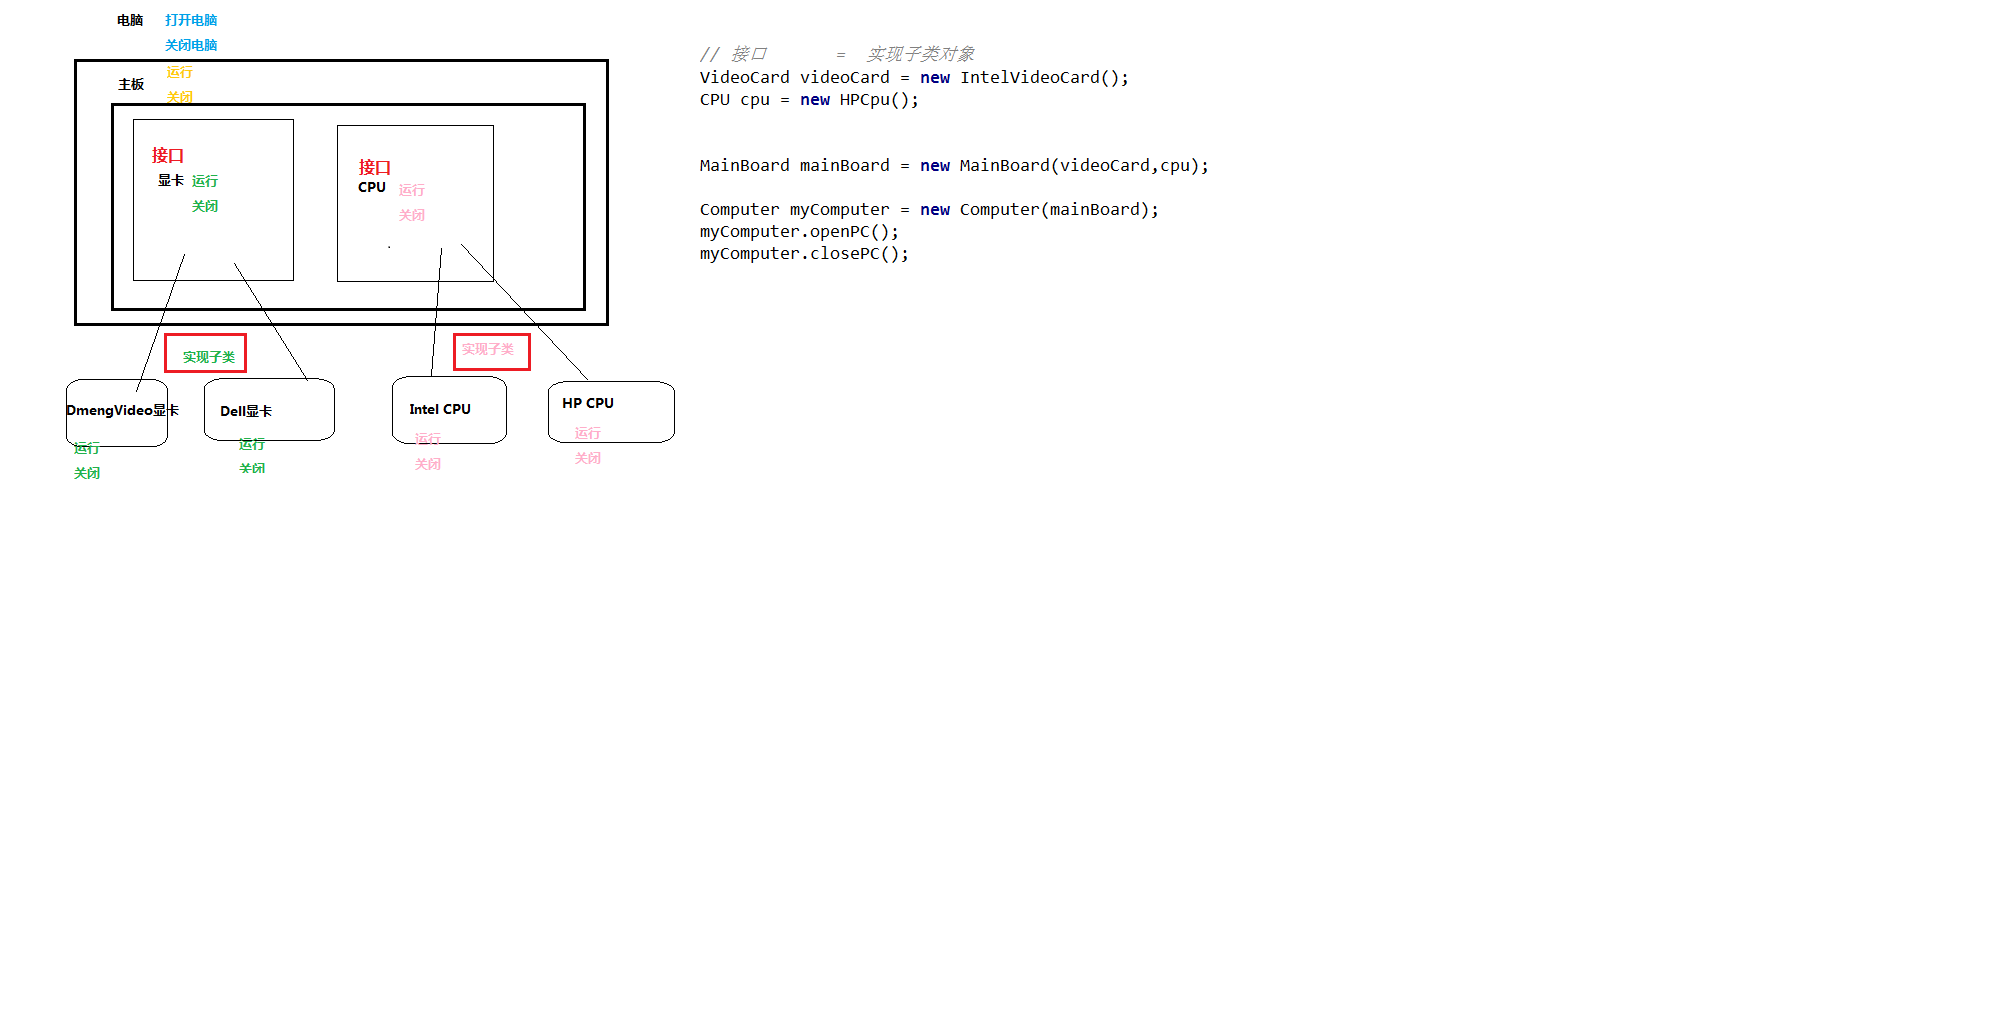 电脑 打开电脑
关闭电脑
主板 运行
关闭
接口
显卡 运行
关闭
接口
CPU 运行
关闭
实现子类
实现子类
DmengVideo显卡
运行
关闭
Dell显卡
运行
关闭
Intel CPU
运行
关闭
HP CPU
运行
关闭
// 接口 = 实现子类对象
VideoCard videoCard = new IntelVideoCard();
CPU cpu = new HPCpu();
MainBoard mainBoard = new MainBoard(videoCard,cpu);
Computer myComputer = new Computer(mainBoard);
myComputer.openPC();
myComputer.closePC();